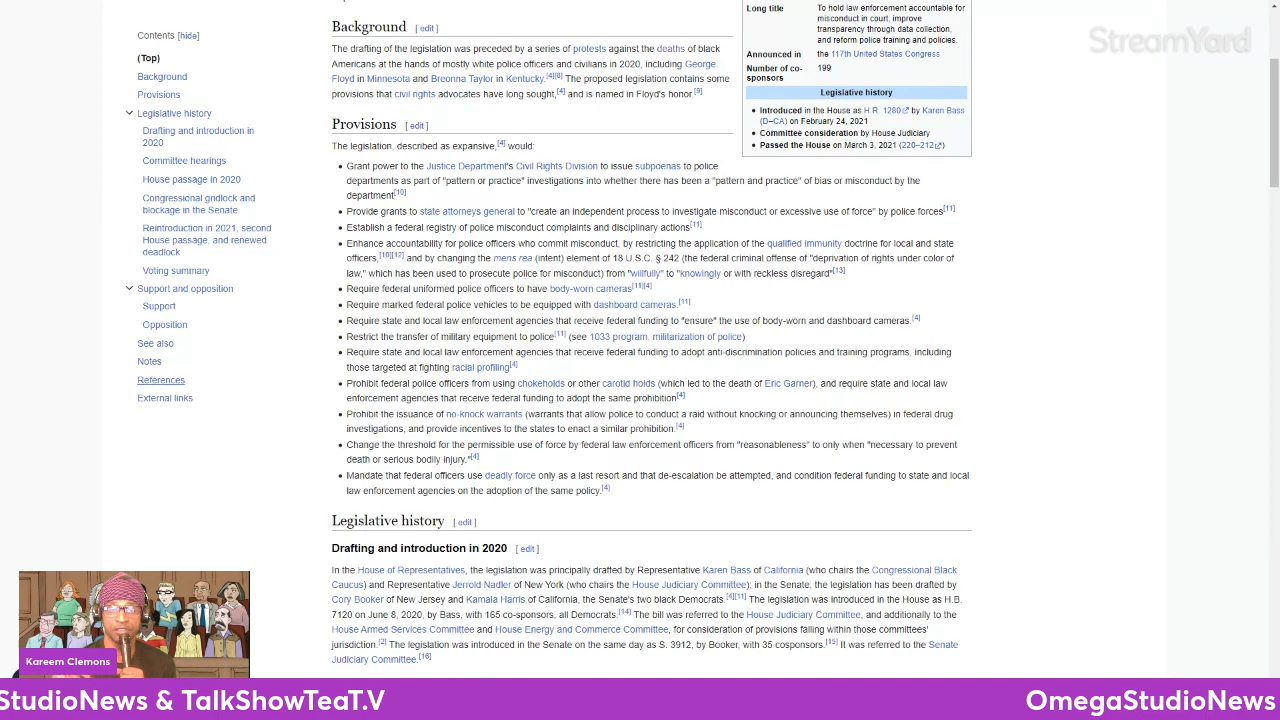 StreamYard
Contents [hide]
(Top)
Background
Provisions
Legislative history
Drafting and introduction in
2020
Committee hearings
House passage in 2020
Congressional gridlock and
blockage in the Senate
Reintroduction in 2021, second
House passage, and renewed
deadlock
Voting summary
Support and opposition
Support
Opposition
See also
Notes
References
External links
Background [ edit ]
The drafting of the legislation was preceded by a series of protests against the deaths of black
Americans at the hands of mostly white police officers and civilians in 2020, including George
Floyd in Minnesota and Breonna Taylor in Kentucky.[4][8] The proposed legislation contains some
provisions that civil rights advocates have long sought,[4] and is named in Floyd's honor.[9]
Long title To hold law enforcement accountable for
misconduct in court, improve
transparency through data collection,
and reform police training and policies.
Announced in the 117th United States Congress
Number of co- 199
sponsors
Legislative history
• Introduced in the House as H.R. 1280 by Karen Bass
(D–CA) on February 24, 2021
• Committee consideration by House Judiciary
• Passed the House on March 3, 2021 (220–212)
Provisions [ edit ]
The legislation, described as expansive,[4] would:
• Grant power to the Justice Department's Civil Rights Division to issue subpoenas to police
departments as part of "pattern or practice" investigations into whether there has been a "pattern and practice" of bias or misconduct by the
department[10]
• Provide grants to state attorneys general to "create an independent process to investigate misconduct or excessive use of force" by police forces[11]
• Establish a federal registry of police misconduct complaints and disciplinary actions[11]
• Enhance accountability for police officers who commit misconduct, by restricting the application of the qualified immunity doctrine for local and state
officers,[10][12] and by changing the mens rea (intent) element of 18 U.S.C. § 242 (the federal criminal offense of "deprivation of rights under color of
law," which has been used to prosecute police for misconduct) from "willfully" to "knowingly or with reckless disregard"[13]
• Require federal uniformed police officers to have body-worn cameras[11][4]
• Require marked federal police vehicles to be equipped with dashboard cameras.[11]
• Require state and local law enforcement agencies that receive federal funding to "ensure" the use of body-worn and dashboard cameras.[4]
• Restrict the transfer of military equipment to police[11] (see 1033 program, militarization of police)
• Require state and local law enforcement agencies that receive federal funding to adopt anti-discrimination policies and training programs, including
those targeted at fighting racial profiling[4]
• Prohibit federal police officers from using chokeholds or other carotid holds (which led to the death of Eric Garner), and require state and local law
enforcement agencies that receive federal funding to adopt the same prohibition[4]
• Prohibit the issuance of no-knock warrants (warrants that allow police to conduct a raid without knocking or announcing themselves) in federal drug
investigations, and provide incentives to the states to enact a similar prohibition.[4]
• Change the threshold for the permissible use of force by federal law enforcement officers from "reasonableness" to only when "necessary to prevent
death or serious bodily injury."[4]
• Mandate that federal officers use deadly force only as a last resort and that de-escalation be attempted, and condition federal funding to state and local
law enforcement agencies on the adoption of the same policy.[4]
Legislative history [ edit ]
Drafting and introduction in 2020 [ edit ]
In the House of Representatives, the legislation was principally drafted by Representative Karen Bass of California (who chairs the Congressional Black
Caucus) and Representative Jerrold Nadler of New York (who chairs the House Judiciary Committee); in the Senate, the legislation has been drafted by
Cory Booker of New Jersey and Kamala Harris of California, the Senate's two black Democrats.[4][11] The legislation was introduced in the House as H.B.
7120 on June 8, 2020, by Bass, with 165 co-sponsors, all Democrats.[14] The bill was referred to the House Judiciary Committee, and additionally to the
House Armed Services Committee and House Energy and Commerce Committee, for consideration of provisions falling within those committees'
jurisdiction.[2] The legislation was introduced in the Senate on the same day as S. 3912, by Booker, with 35 cosponsors.[15] It was referred to the Senate
Judiciary Committee.[16]
Kareem Clemons
StudioNews & TalkShowTeaT.V OmegaStudioNews